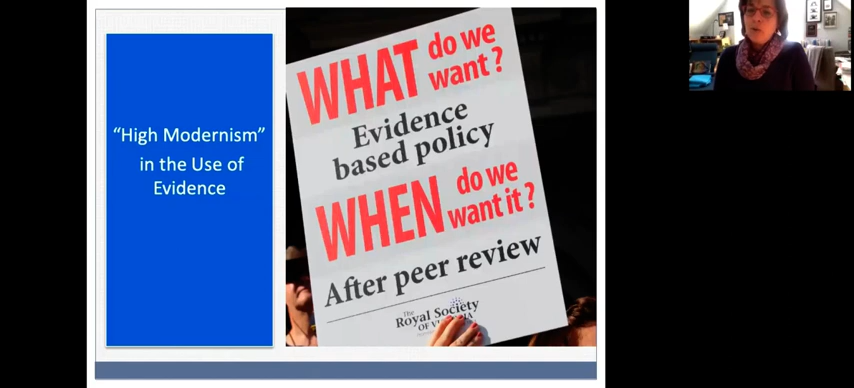 “High Modernism”
in the Use of
Evidence
WHAT do we
want?
Evidence
based policy
WHEN do we
want it?
After peer review
The
Royal Society
OF